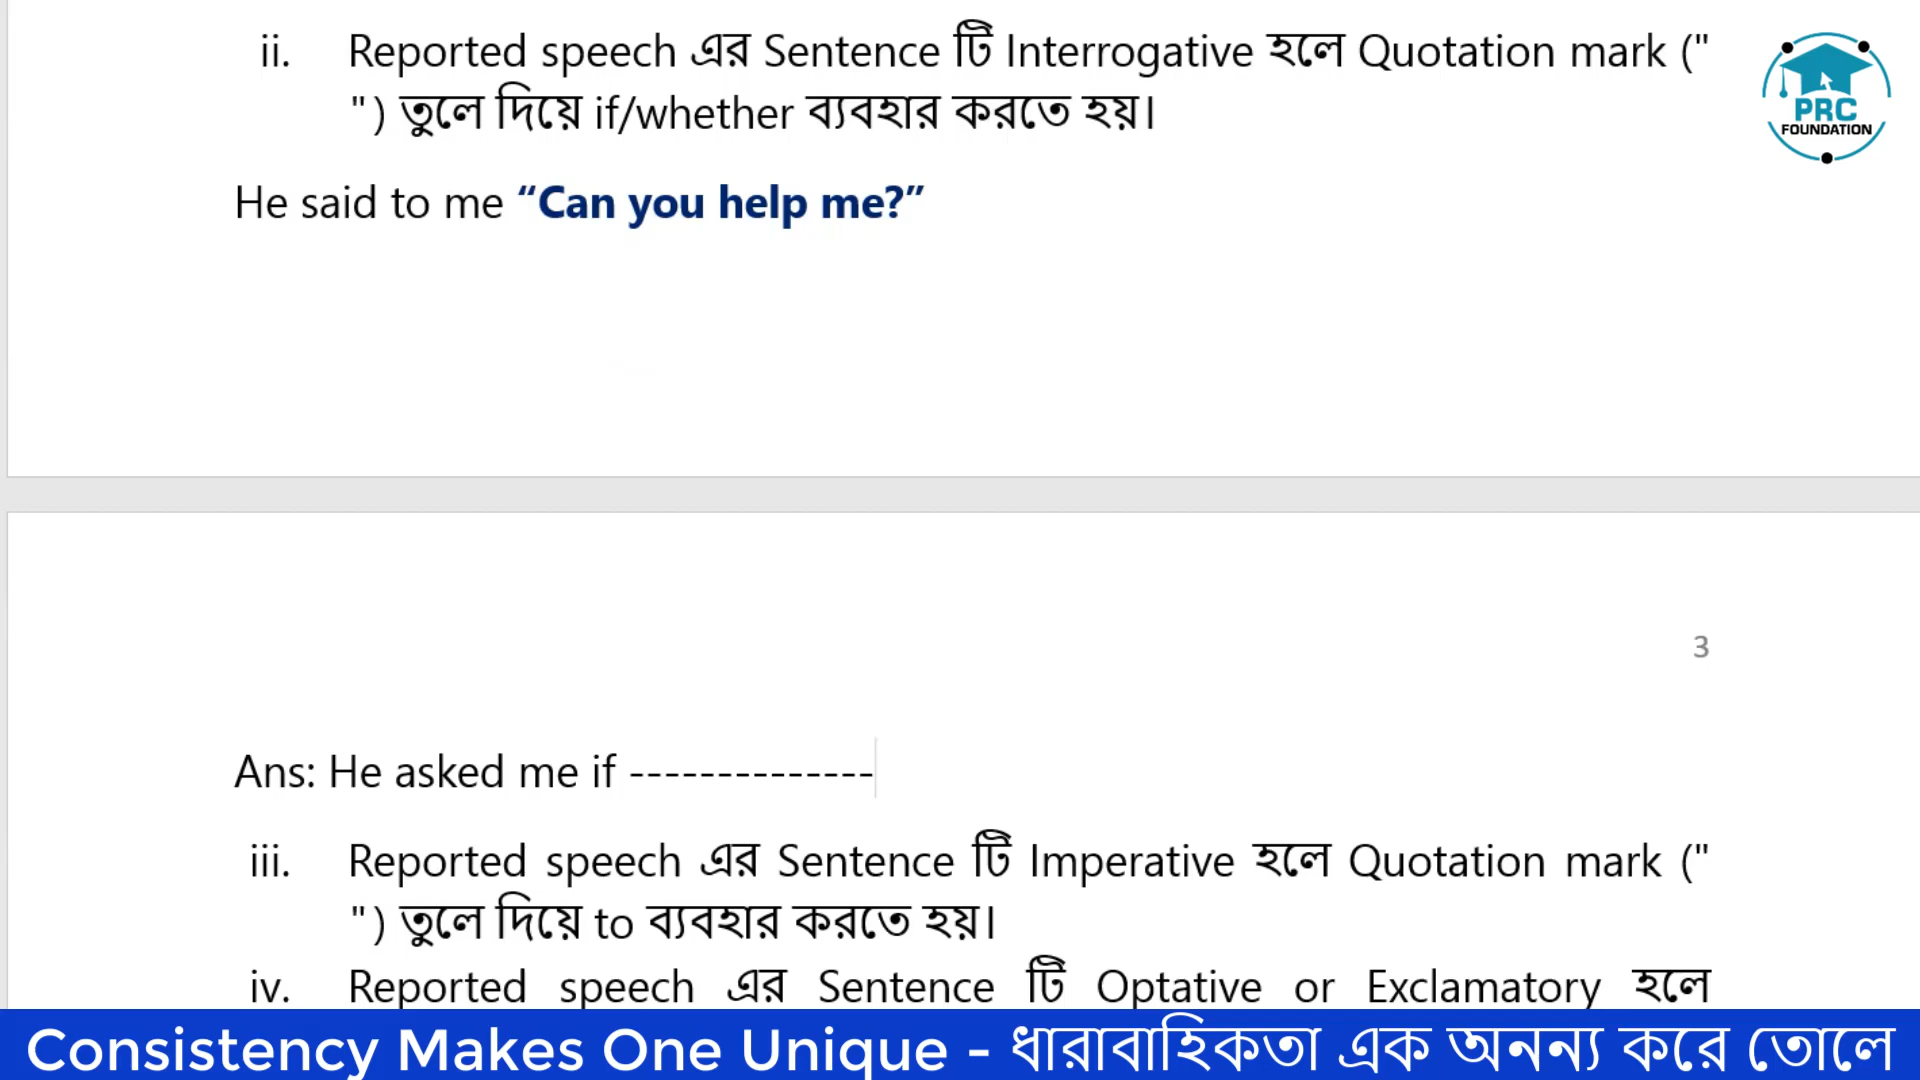 ii. Reported speech এর Sentence টি Interrogative হলে Quotation mark ("
") তুলে দিয়ে if/whether ব্যবহার করতে হয়।
PRC
FOUNDATION
He said to me “Can you help me?”
3
Ans: He asked me if --------------
iii. Reported speech এর Sentence টি Imperative হলে Quotation mark ("
") তুলে দিয়ে to ব্যবহার করতে হয়।
iv. Reported speech এর Sentence টি Optative or Exclamatory হলে
Consistency Makes One Unique - ধারাবাহিকতা এক অনন্য করে তোলে